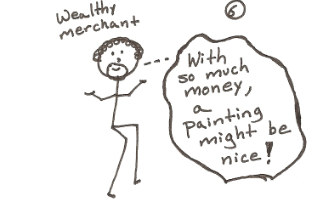 6
Wealthy
merchant
With
so much
money,
a
painting
might be
nice!